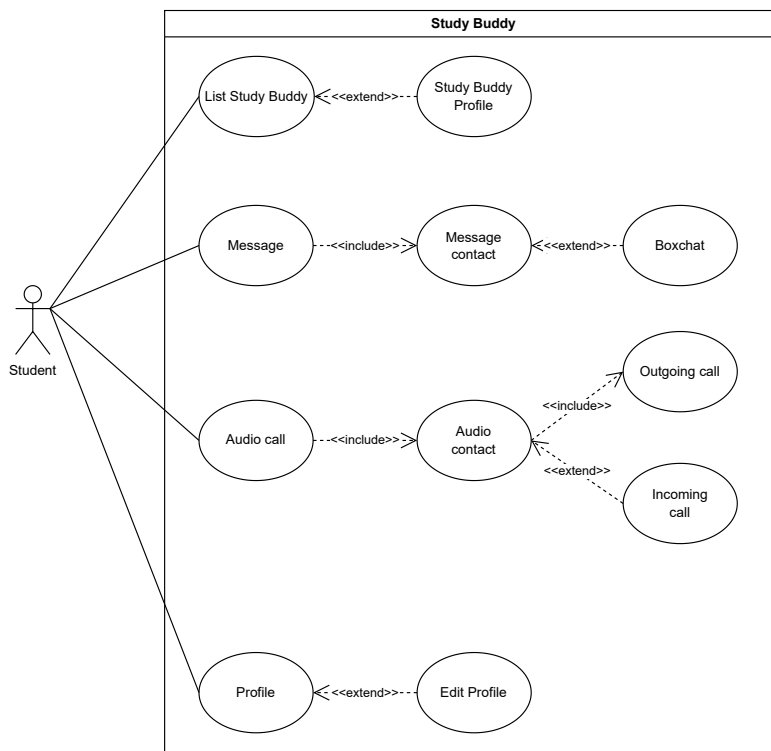 Study Buddy
List Study Buddy
<<extend>>
Study Buddy
Profile
Message
<<include>>
Message
contact
<<extend>>
Boxchat
Student
Outgoing call
<<include>>
Audio call
<<include>>
Audio
contact
<<extend>>
Incoming
call
Profile
<<extend>>
Edit Profile